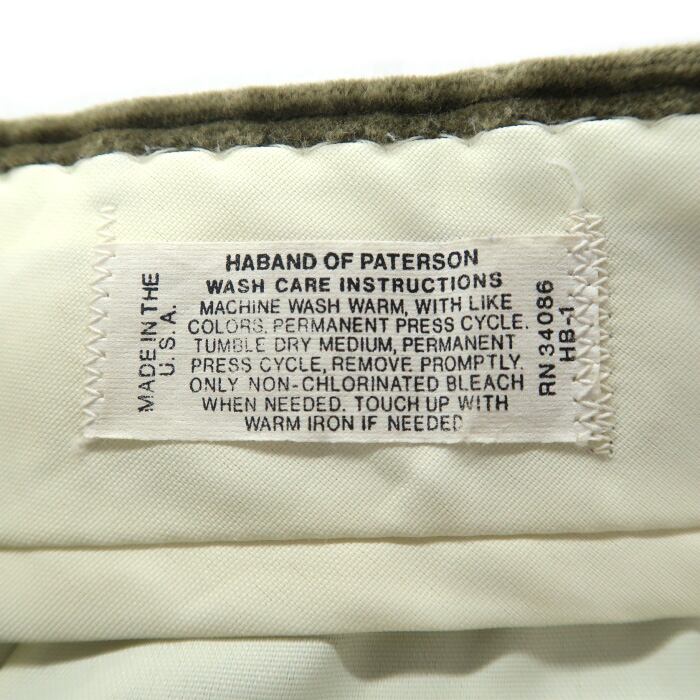 MADE IN THE
U.S.A.
HABAND OF PATERSON
WASH CARE INSTRUCTIONS
MACHINE WASH WARM, WITH LIKE
COLORS, PERMANENT PRESS CYCLE.
TUMBLE DRY MEDIUM, PERMANENT
PRESS CYCLE, REMOVE PROMPTLY.
ONLY NON-CHLORINATED BLEACH
WHEN NEEDED. TOUCH UP WITH
WARM IRON IF NEEDED
RN 34086
HB-1